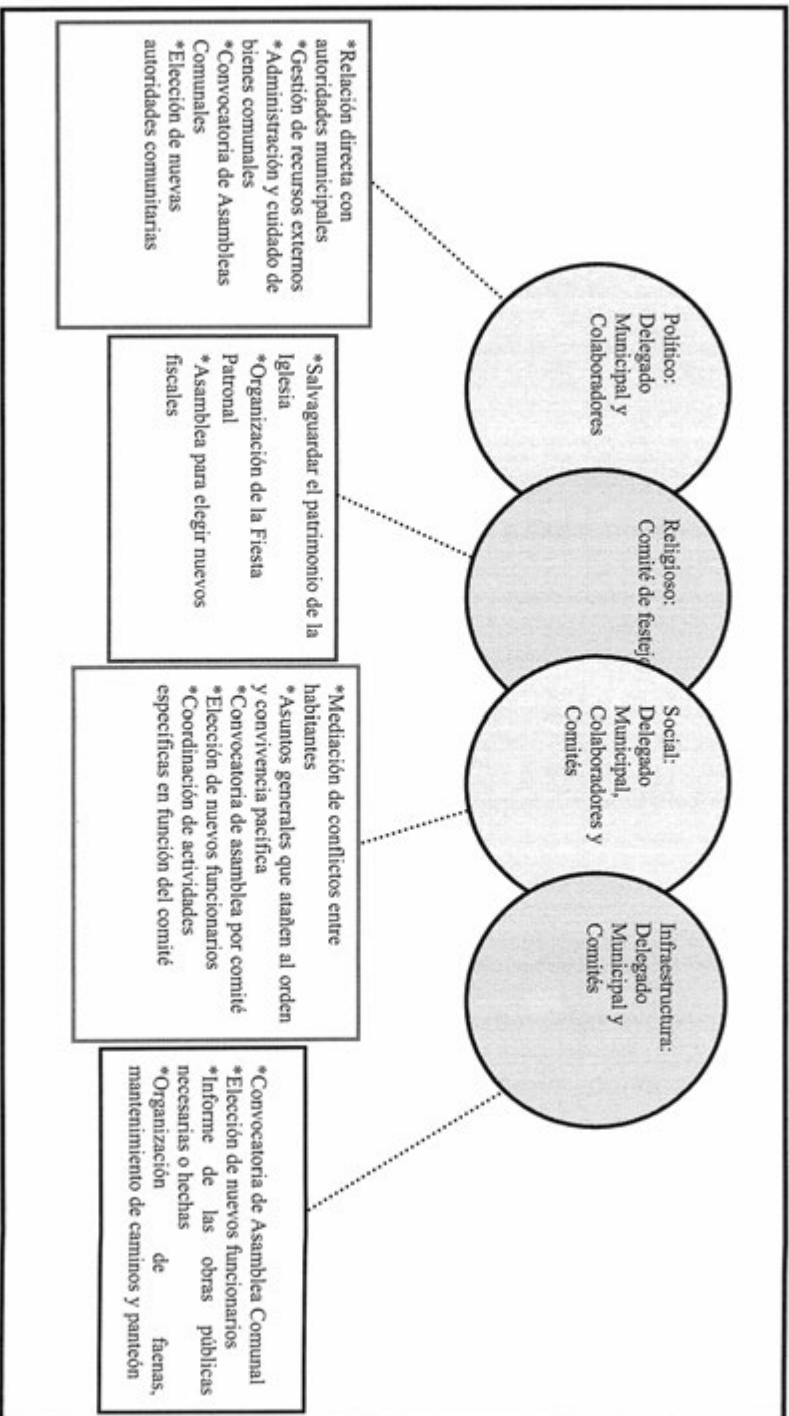 Político:
Delegado
Municipal y
Colaboradores
Religioso:
Comité de festejo
Social:
Delegado
Municipal,
Colaboradores y
Comités
Infraestructura:
Delegado
Municipal y
Comités
*Relación directa con
autoridades municipales
*Gestión de recursos externos
*Administración y cuidado de
bienes comunales
*Convocatoria de Asambleas
Comunales
*Elección de nuevas
autoridades comunitarias
*Salvaguardar el patrimonio de la
Iglesia
*Organización de la Fiesta
Patronal
*Asamblea para elegir nuevos
fiscales
*Mediación de conflictos entre
habitantes
*Asuntos generales que atañen al orden
y convivencia pacífica
*Convocatoria de asamblea por comité
*Elección de nuevos funcionarios
*Coordinación de actividades
específicas en función del comité
*Convocatoria de Asamblea Comunal
*Elección de nuevos funcionarios
*Informe de las obras públicas
necesarias o hechas
*Organización de faenas,
mantenimiento de caminos y panteón